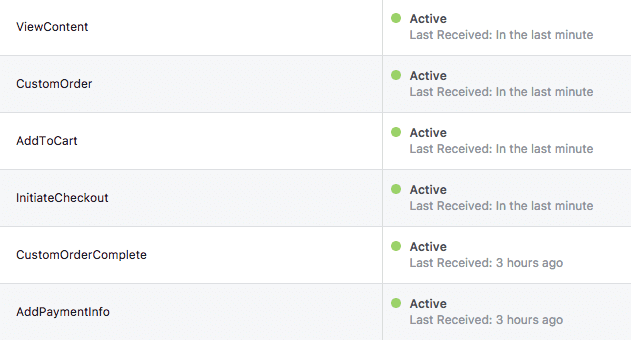 ViewContent
Active
Last Received: In the last minute
CustomOrder
Active
Last Received: In the last minute
AddToCart
Active
Last Received: In the last minute
InitiateCheckout
Active
Last Received: In the last minute
CustomOrderComplete
Active
Last Received: 3 hours ago
AddPaymentInfo
Active
Last Received: 3 hours ago